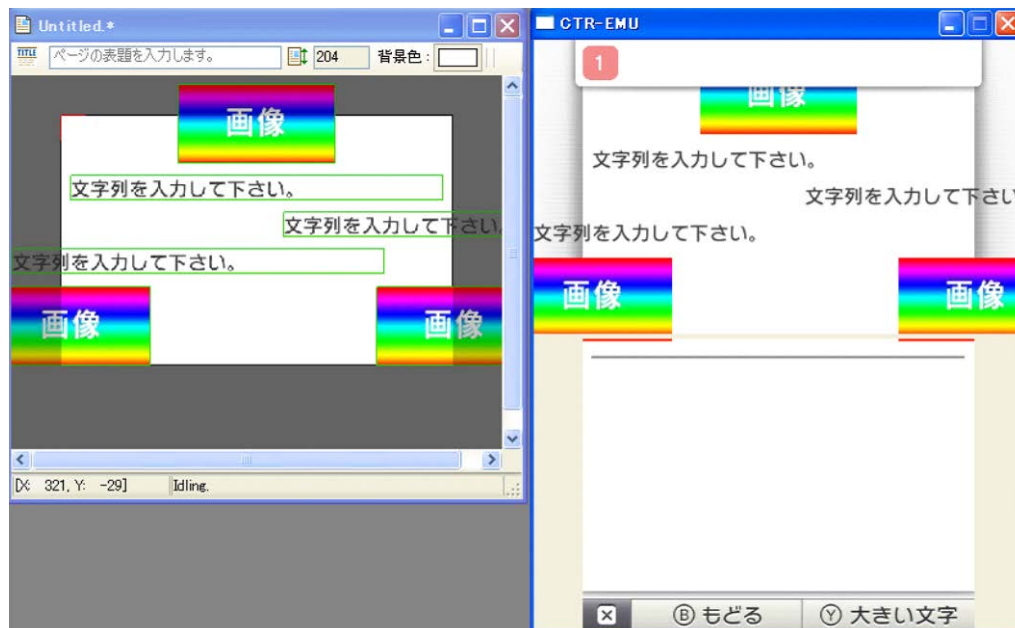 Untitled.*
TITLE
ページの表題を入力します。
204
背景色:
画像
文字列を入力して下さい。
文字列を入力して下さい。
文字列を入力して下さい。
画像
画像
[X: 321, Y: -29]
Idling.
CTR-EMU
1
画像
文字列を入力して下さい。
文字列を入力して下さい
文字列を入力して下さい。
画像
画像
Ⓑもどる
Ⓨ大きい文字